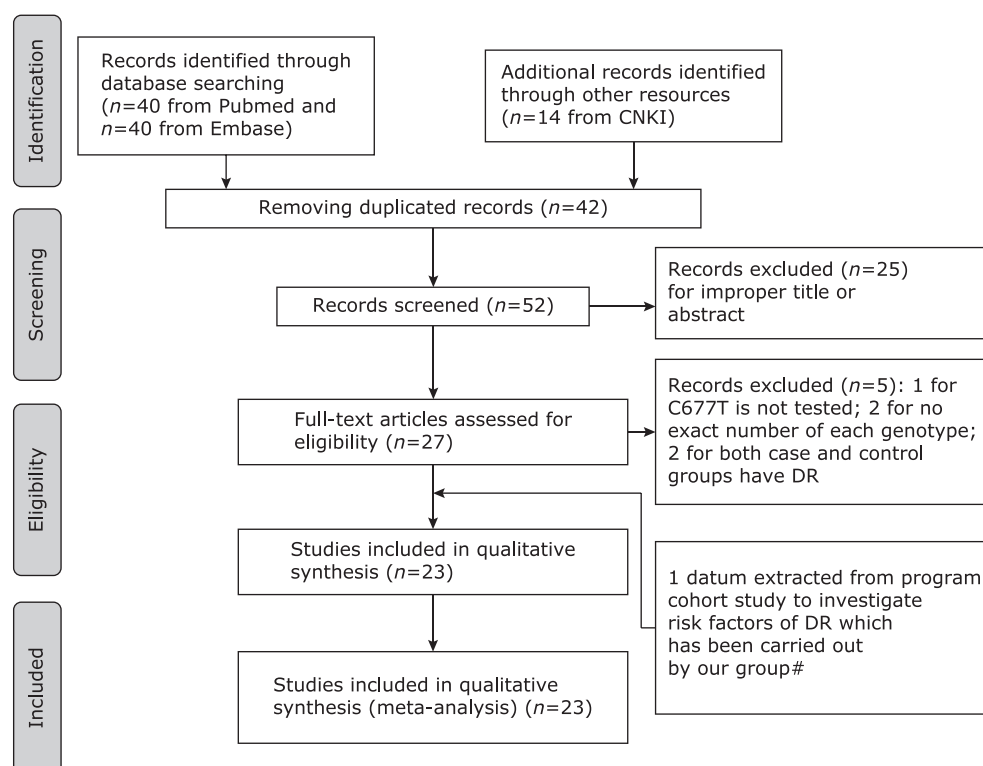 Identification
Records identified through
database searching
(n=40 from Pubmed and
n=40 from Embase)
Additional records identified
through other resources
(n=14 from CNKI)
Removing duplicated records (n=42)
Screening
Records screened (n=52)
Records excluded (n=25)
for improper title or
abstract
Eligibility
Full-text articles assessed for
eligibility (n=27)
Records excluded (n=5): 1 for
C677T is not tested; 2 for no
exact number of each genotype;
2 for both case and control
groups have DR
Studies included in qualitative
synthesis (n=23)
1 datum extracted from program
cohort study to investigate
risk factors of DR which
has been carried out
by our group#
Included
Studies included in qualitative
synthesis (meta-analysis) (n=23)